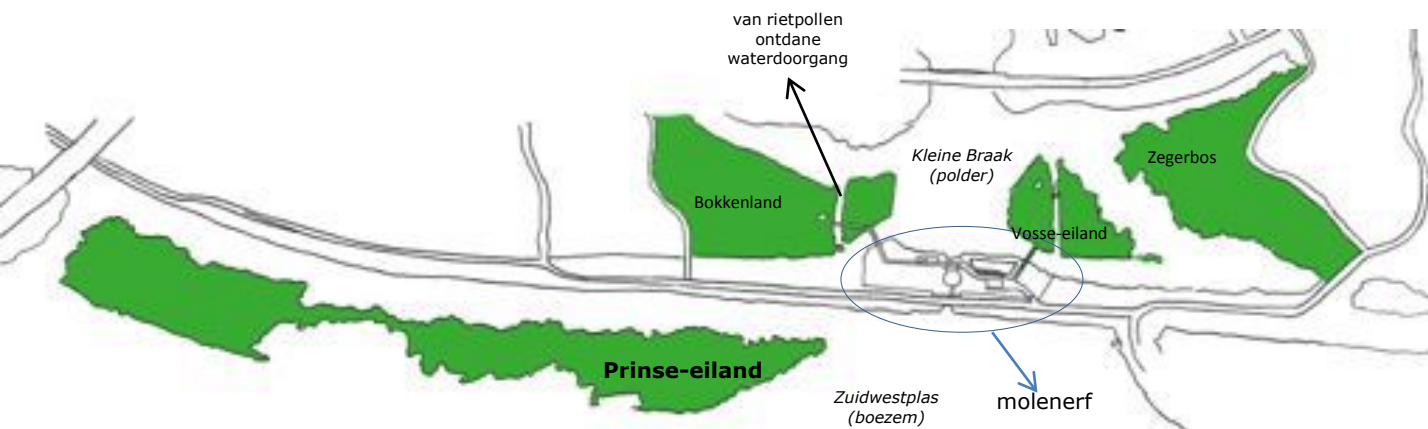 van rietpollen
ontdane
waterdoorgang
Kleine Braak
(polder)
Zegerbos
Bokkenland
Vosse-eiland
Prinse-eiland
Zuidwestplas
(boezem)
molenerf